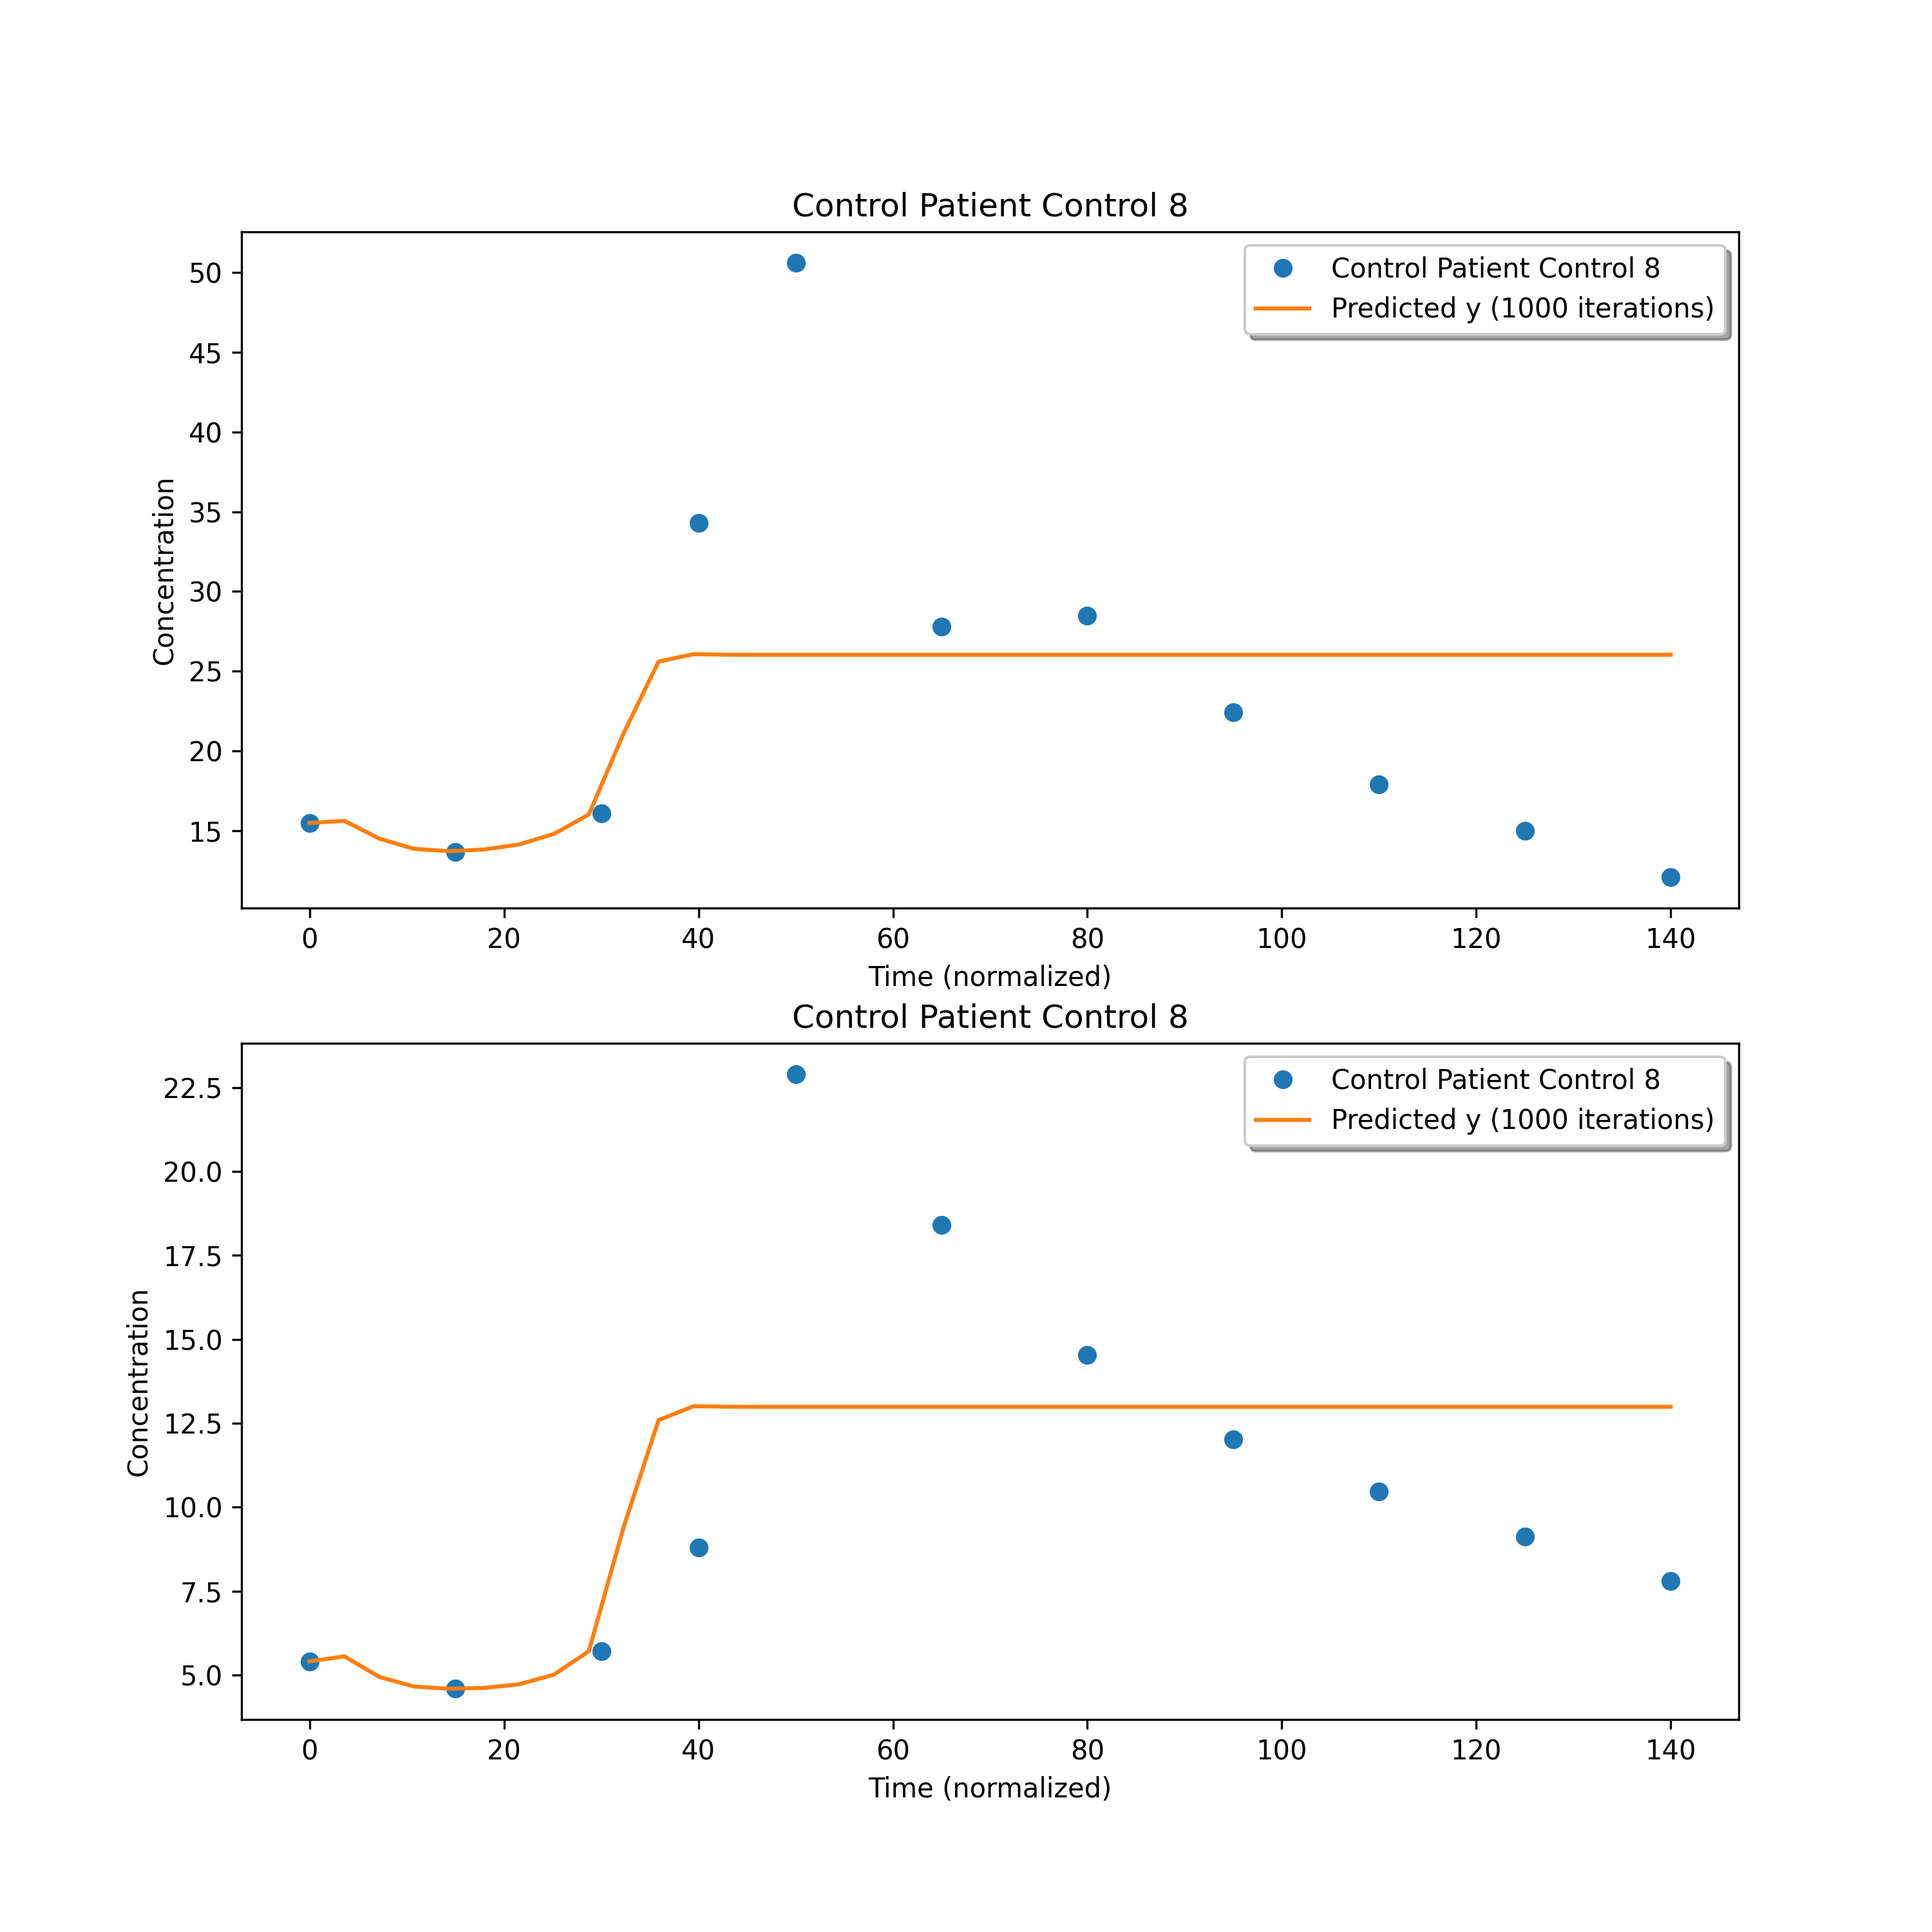 Control Patient Control 8
Control Patient Control 8
Predicted y (1000 iterations)
50
45
40
35
30
25
20
15
Concentration
0 20 40 60 80 100 120 140
Time (normalized)
Control Patient Control 8
Control Patient Control 8
Predicted y (1000 iterations)
22.5
20.0
17.5
15.0
12.5
10.0
7.5
5.0
Concentration
0 20 40 60 80 100 120 140
Time (normalized)